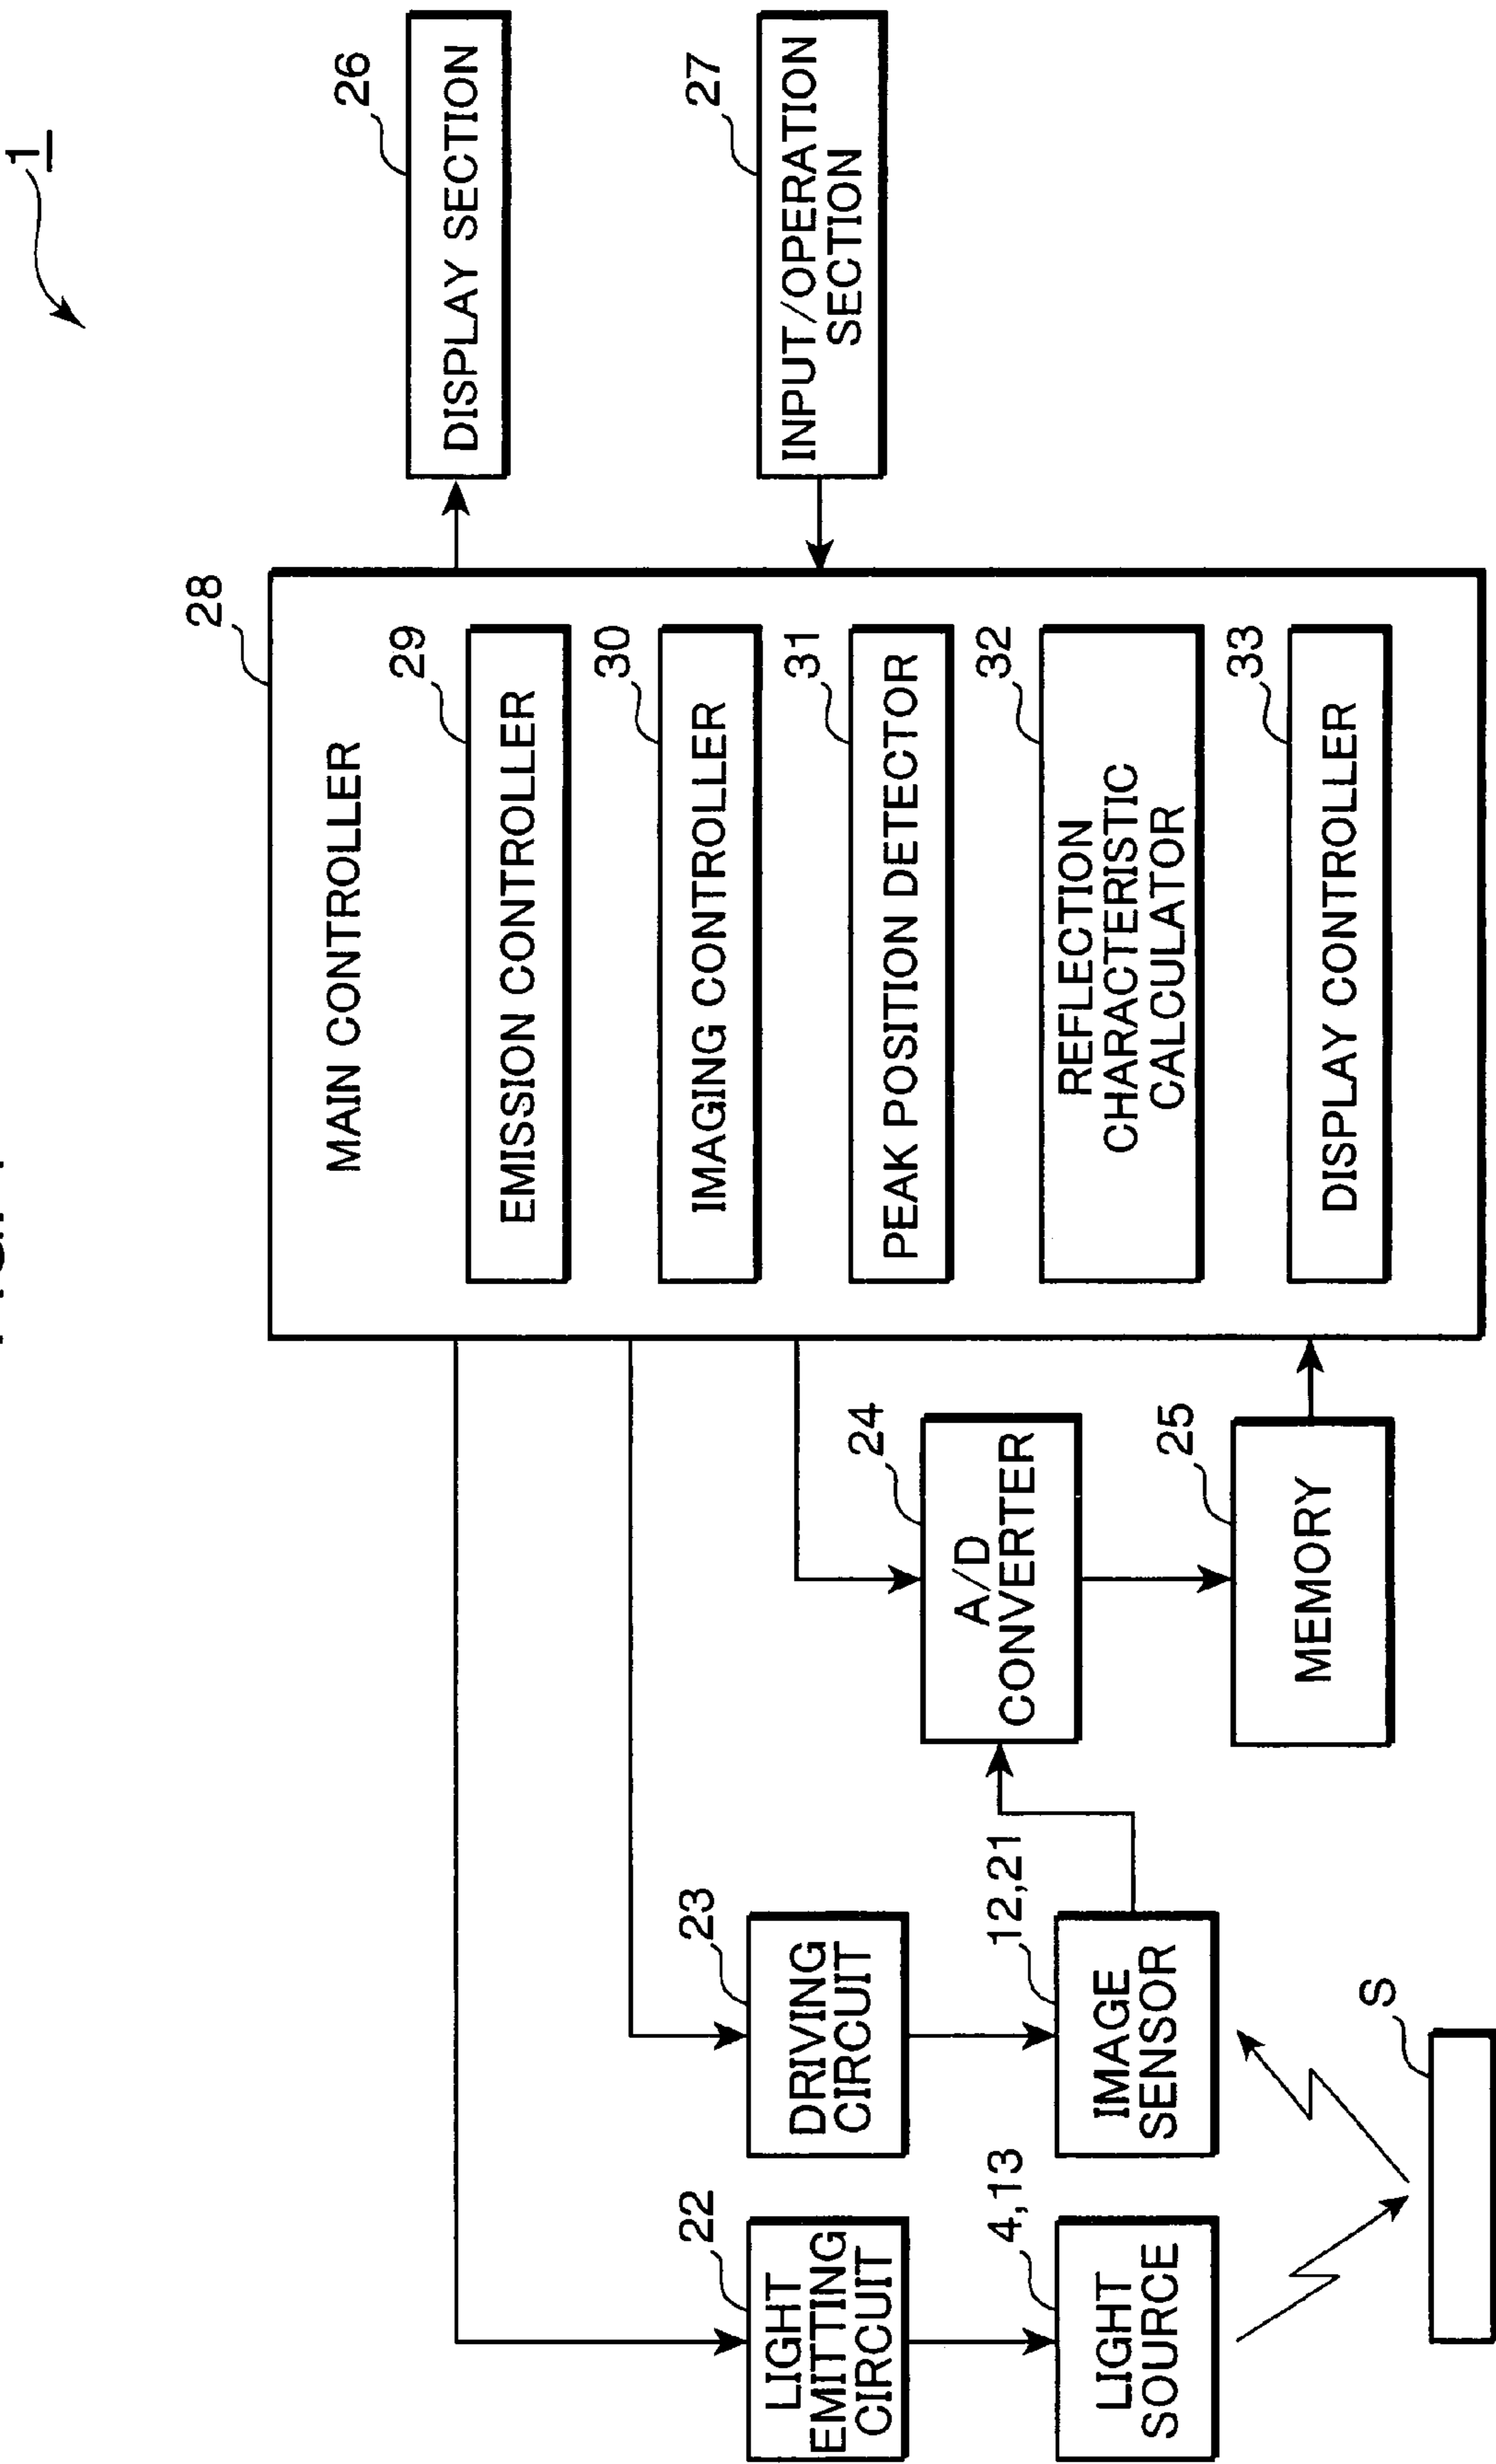 1
28
MAIN CONTROLLER
29
EMISSION CONTROLLER
30
IMAGING CONTROLLER
31
PEAK POSITION DETECTOR
32
REFLECTION
CHARACTERISTIC
CALCULATOR
33
DISPLAY CONTROLLER
26
DISPLAY SECTION
27
INPUT/OPERATION
SECTION
22
LIGHT
EMITTING
CIRCUIT
23
DRIVING
CIRCUIT
24
A/D
CONVERTER
4,13
LIGHT
SOURCE
12,21
IMAGE
SENSOR
25
MEMORY
S